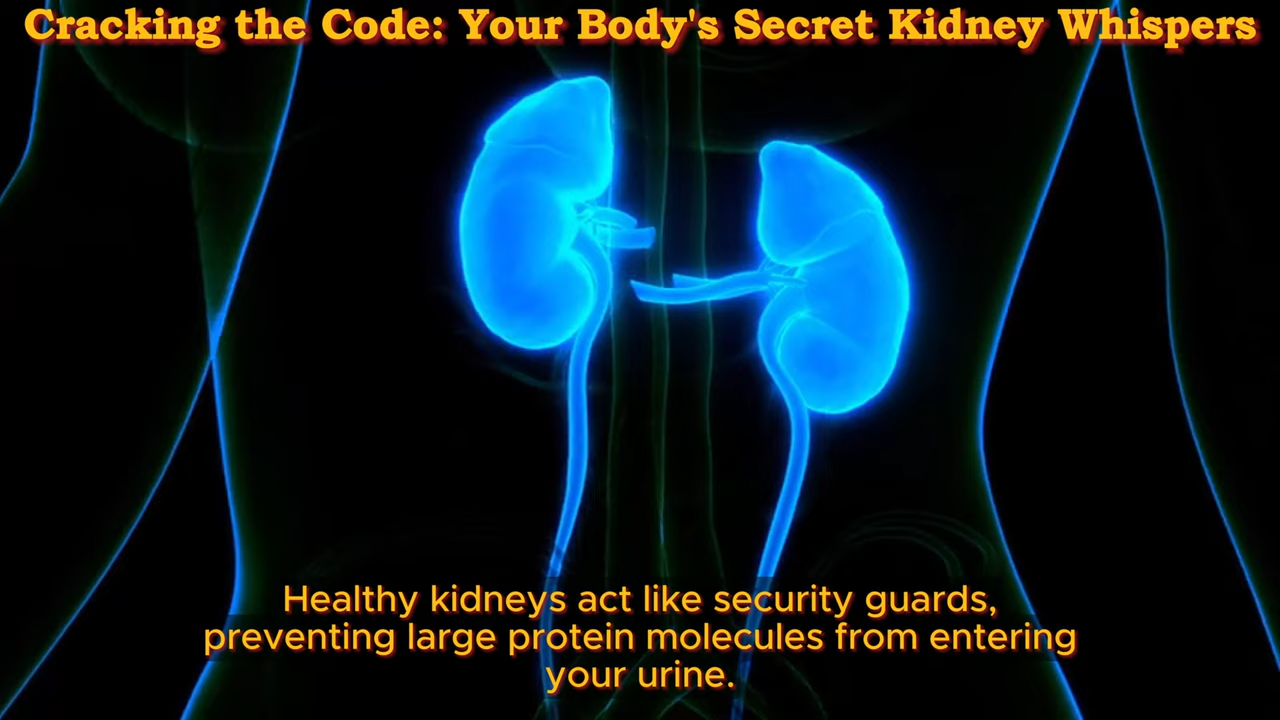 Cracking the Code: Your Body's Secret Kidney Whispers
Healthy kidneys act like security guards,
preventing large protein molecules from entering
your urine.